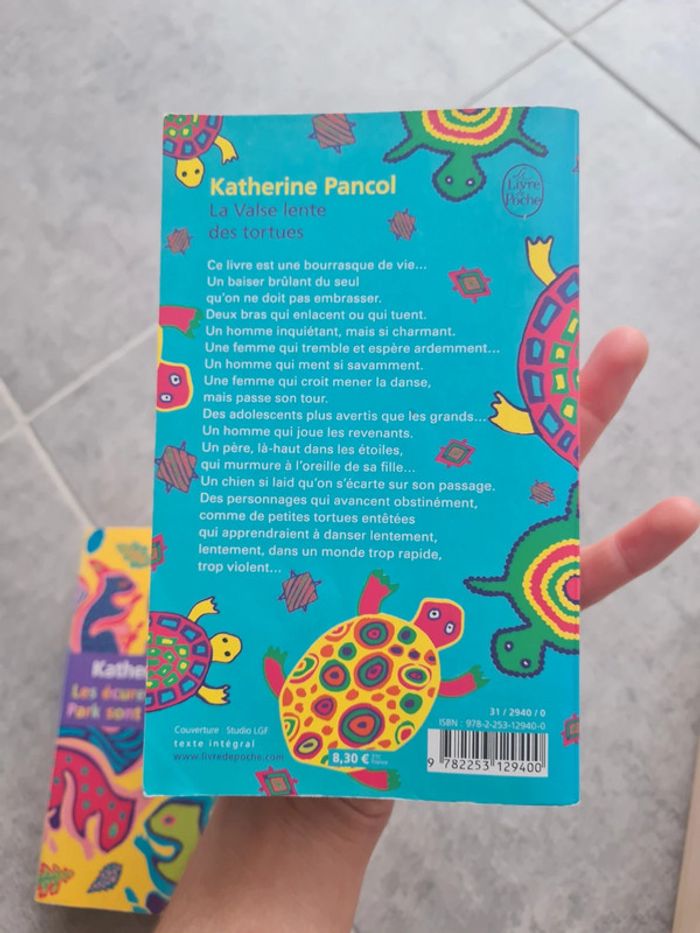 Katherine Pancol
La Valse lente
des tortues
Le
Livre
de
Poche
Ce livre est une bourrasque de vie...
Un baiser brûlant du seul
qu'on ne doit pas embrasser.
Deux bras qui enlacent ou qui tuent.
Un homme inquiétant, mais si charmant.
Une femme qui tremble et espère ardemment...
Un homme qui ment si savamment.
Une femme qui croit mener la danse,
mais passe son tour.
Des adolescents plus avertis que les grands...
Un homme qui joue les revenants.
Un père, là-haut dans les étoiles,
qui murmure à l'oreille de sa fille...
Un chien si laid qu'on s'écarte sur son passage.
Des personnages qui avancent obstinément,
comme de petites tortues entêtées
qui apprendraient à danser lentement,
lentement, dans un monde trop rapide,
trop violent...
Couverture : Studio LGF
texte intégral
www.livredepoche.com
8,30 €
France
31 / 2940 / 0
ISBN : 978-2-253-12940-0
9 782253 129400
Kathe
Les écure
Park sont